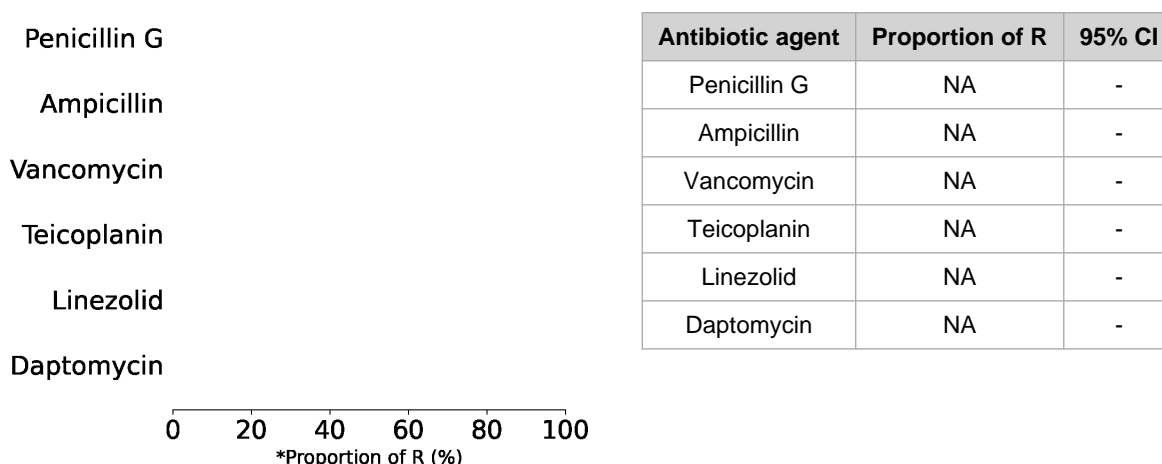 Penicillin G
Ampicillin
Vancomycin
Teicoplanin
Linezolid
Daptomycin
0 20 40 60 80 100
*Proportion of R (%)
Antibiotic agent Proportion of R 95% CI
Penicillin G NA -
Ampicillin NA -
Vancomycin NA -
Teicoplanin NA -
Linezolid NA -
Daptomycin NA -